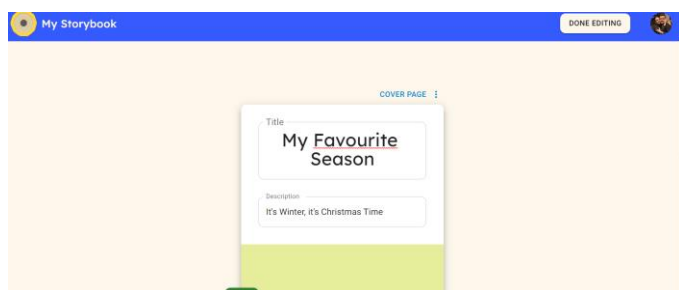 My Storybook
DONE EDITING
COVER PAGE
Title
My Favourite
Season
Description
It's Winter, it's Christmas Time